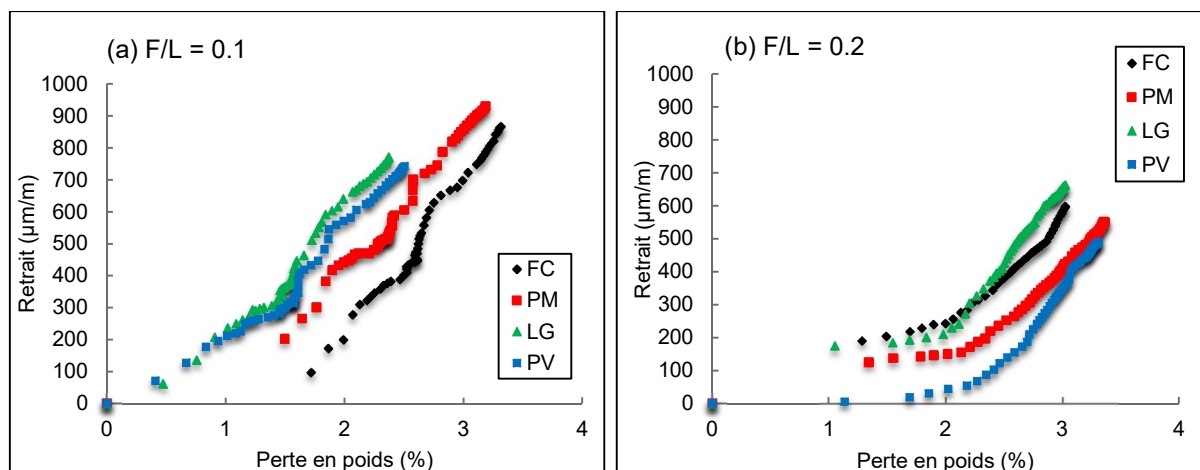 (a) F/L = 0.1
1000
900
800
700
600
500
400
300
200
100
0
Retrait (µm/m)
0 1 2 3 4
Perte en poids (%)
FC
PM
LG
PV
(b) F/L = 0.2
1000
900
800
700
600
500
400
300
200
100
0
Retrait (µm/m)
0 1 2 3 4
Perte en poids (%)
FC
PM
LG
PV